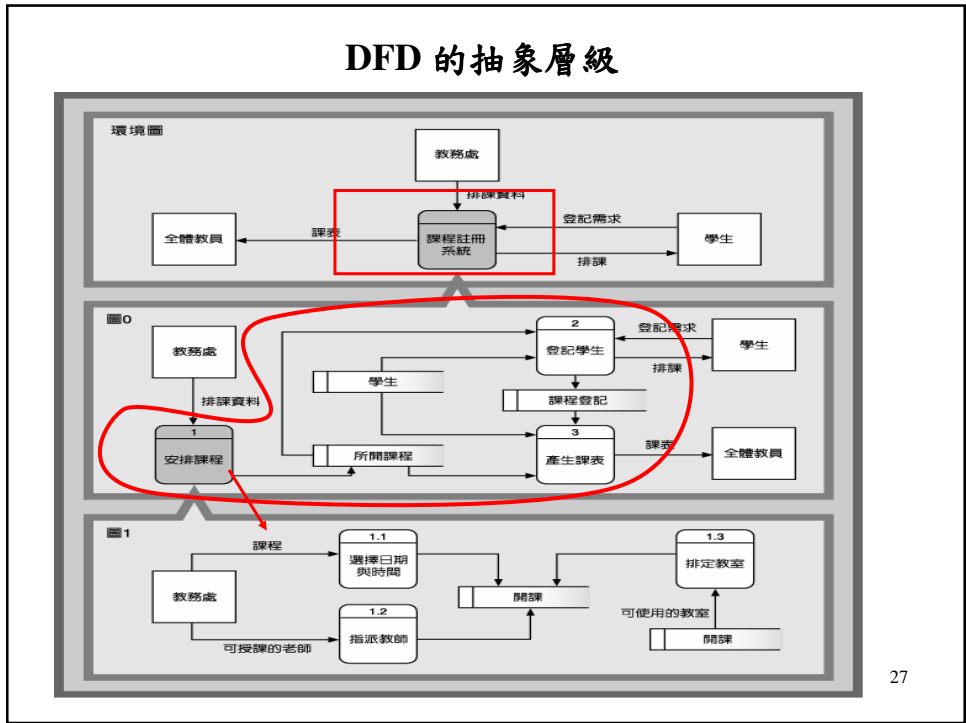 DFD 的抽象層級
環境圖
教務處
排課資料
全體教員
課表
課程註冊
系統
登記需求
排課
學生
圖0
教務處
排課資料
1
安排課程
學生
所開課程
2
登記學生
登記需求
排課
學生
課程登記
3
產生課表
課表
全體教員
圖1
教務處
課程
1.1
選擇日期
與時間
可授課的老師
1.2
指派教師
開課
1.3
排定教室
可使用的教室
開課
27